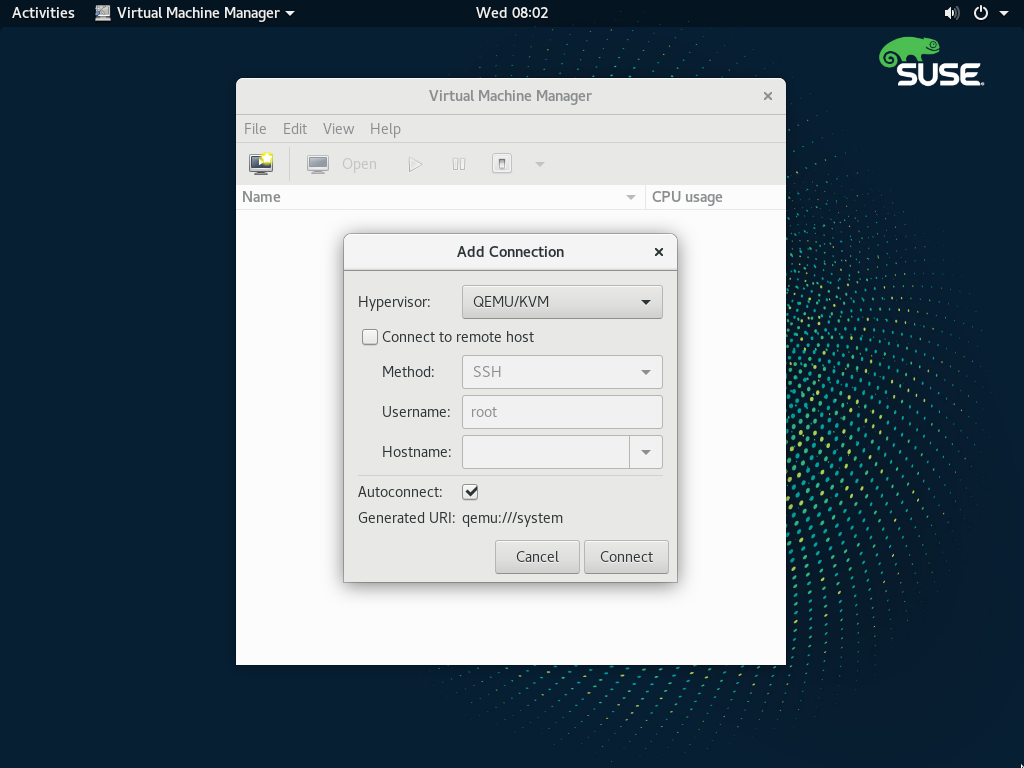 Activities Virtual Machine Manager Wed 08:02
SUSE
Virtual Machine Manager
File Edit View Help
Open
Name CPU usage
Add Connection
Hypervisor: QEMU/KVM
Connect to remote host
Method: SSH
Username: root
Hostname:
Autoconnect:
Generated URI: qemu:///system
Cancel Connect